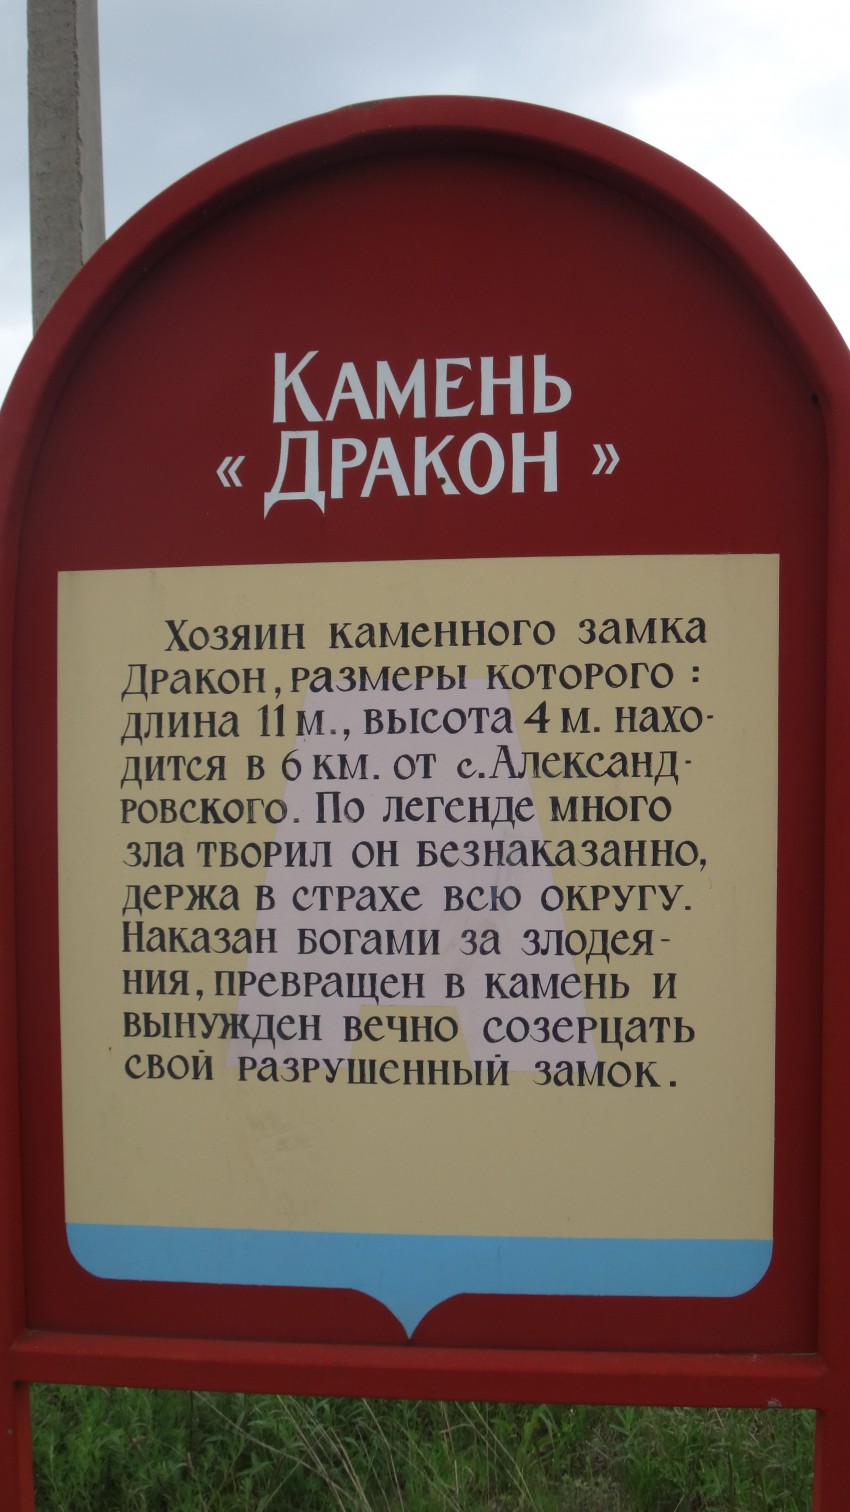 Камень
« Дракон »
Хозяин каменного замка
Дракон, размеры которого :
длина 11 м., высота 4 м. нахо-
дится в 6 км. от с. Александ-
ровского. По легенде много
зла творил он безнаказанно,
держа в страхе всю округу.
Наказан богами за злодея-
ния, превращен в камень и
вынужден вечно созерцать
свой разрушенный замок.